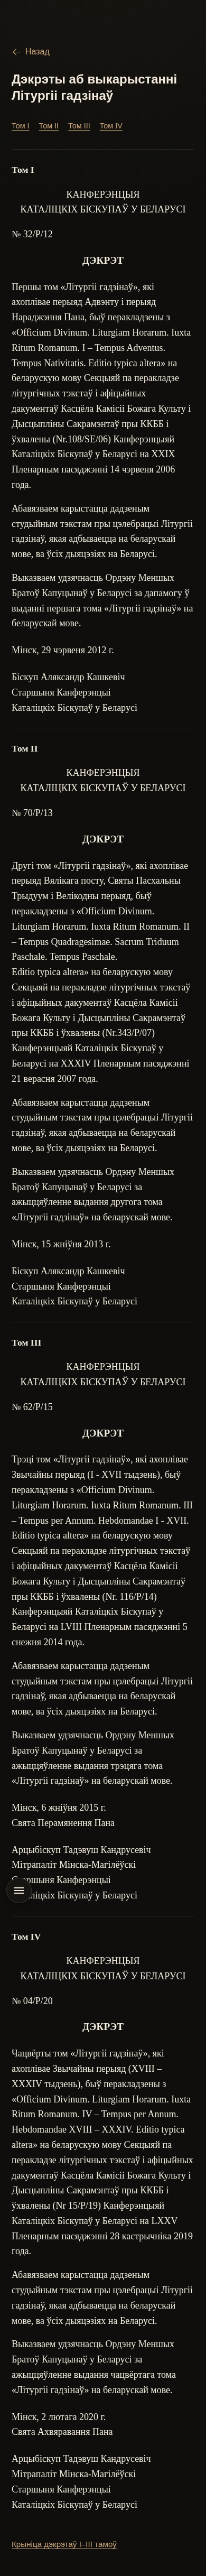 Назад
Дэкрэты аб выкарыстанні
Літургіі гадзінаў
Том I Том II Том III Том IV
Том I
КАНФЕРЭНЦЫЯ
КАТАЛІЦКІХ БІСКУПАЎ У БЕЛАРУСІ
№ 32/P/12
ДЭКРЭТ
Першы том «Літургіі гадзінаў», які
ахоплівае перыяд Адвэнту і перыяд
Нараджэння Пана, быў перакладзены з
«Officium Divinum. Liturgiam Horarum. Iuxta
Ritum Romanum. I – Tempus Adventus.
Tempus Nativitatis. Editio typica altera» на
беларускую мову Секцыяй па перакладзе
літургічных тэкстаў і афіцыйных
дакументаў Касцёла Камісіі Божага Культу і
Дысцыпліны Сакрамэнтаў пры ККББ і
ўхвалены (Nr.108/SE/06) Канферэнцыяй
Каталіцкіх Біскупаў у Беларусі на XXIX
Пленарным пасяджэнні 14 чэрвеня 2006
года.
Абавязваем карыстацца дадзеным
студыйным тэкстам пры цэлебрацыі Літургіі
гадзінаў, якая адбываецца на беларускай
мове, ва ўсіх дыяцэзіях на Беларусі.
Выказваем удзячнасць Ордэну Меншых
Братоў Капуцынаў у Беларусі за дапамогу ў
выданні першага тома «Літургіі гадзінаў» на
беларускай мове.
Мінск, 29 чэрвеня 2012 г.
Біскуп Аляксандр Кашкевіч
Старшыня Канферэнцыі
Каталіцкіх Біскупаў у Беларусі
Том II
КАНФЕРЭНЦЫЯ
КАТАЛІЦКІХ БІСКУПАЎ У БЕЛАРУСІ
№ 70/P/13
ДЭКРЭТ
Другі том «Літургіі гадзінаў», які ахоплівае
перыяд Вялікага посту, Святы Пасхальны
Трыдуум і Велікодны перыяд, быў
перакладзены з «Officium Divinum.
Liturgiam Horarum. Iuxta Ritum Romanum. II
– Tempus Quadragesimae. Sacrum Triduum
Paschale. Tempus Paschale.
Editio typica altera» на беларускую мову
Секцыяй па перакладзе літургічных тэкстаў
і афіцыйных дакументаў Касцёла Камісіі
Божага Культу і Дысцыпліны Сакрамэнтаў
пры ККББ і ўхвалены (Nr.343/P/07)
Канферэнцыяй Каталіцкіх Біскупаў у
Беларусі на XXXIV Пленарным пасяджэнні
21 верасня 2007 года.
Абавязваем карыстацца дадзеным
студыйным тэкстам пры цэлебрацыі Літургіі
гадзінаў, якая адбываецца на беларускай
мове, ва ўсіх дыяцэзіях на Беларусі.
Выказваем удзячнасць Ордэну Меншых
Братоў Капуцынаў у Беларусі за
ажыццяўленне выдання другога тома
«Літургіі гадзінаў» на беларускай мове.
Мінск, 15 жніўня 2013 г.
Біскуп Аляксандр Кашкевіч
Старшыня Канферэнцыі
Каталіцкіх Біскупаў у Беларусі
Том III
КАНФЕРЭНЦЫЯ
КАТАЛІЦКІХ БІСКУПАЎ У БЕЛАРУСІ
№ 62/P/15
ДЭКРЭТ
Трэці том «Літургіі гадзінаў», які ахоплівае
Звычайны перыяд (I - XVII тыдзень), быў
перакладзены з «Officium Divinum.
Liturgiam Horarum. Iuxta Ritum Romanum. III
– Tempus per Annum. Hebdomandae I - XVII.
Editio typica altera» на беларускую мову
Секцыяй па перакладзе літургічных тэкстаў
і афіцыйных дакументаў Касцёла Камісіі
Божага Культу і Дысцыпліны Сакрамэнтаў
пры ККББ і ўхвалены (Nr. 116/P/14)
Канферэнцыяй Каталіцкіх Біскупаў у
Беларусі на LVIII Пленарным пасяджэнні 5
снежня 2014 года.
Абавязваем карыстацца дадзеным
студыйным тэкстам пры цэлебрацыі Літургіі
гадзінаў, якая адбываецца на беларускай
мове, ва ўсіх дыяцэзіях на Беларусі.
Выказваем удзячнасць Ордэну Меншых
Братоў Капуцынаў у Беларусі за
ажыццяўленне выдання трэцяга тома
«Літургіі гадзінаў» на беларускай мове.
Мінск, 6 жніўня 2015 г.
Свята Перамянення Пана
Арцыбіскуп Тадэвуш Кандрусевіч
Мітрапаліт Мінска-Магілёўскі
Канферэнцыі
Біскупаў у Беларусі
Том IV
КАНФЕРЭНЦЫЯ
КАТАЛІЦКІХ БІСКУПАЎ У БЕЛАРУСІ
№ 04/P/20
ДЭКРЭТ
Чацвёрты том «Літургіі гадзінаў», які
ахоплівае Звычайны перыяд (XVIII –
XXXIV тыдзень), быў перакладзены з
«Officium Divinum. Liturgiam Horarum. Iuxta
Ritum Romanum. IV – Tempus per Annum.
Hebdomandae XVIII – XXXIV. Editio typica
altera» на беларускую мову Секцыяй па
перакладзе літургічных тэкстаў і афіцыйных
дакументаў Касцёла Камісіі Божага Культу і
Дысцыпліны Сакрамэнтаў пры ККББ і
ўхвалены (Nr 15/P/19) Канферэнцыяй
Каталіцкіх Біскупаў у Беларусі на LXXV
Пленарным пасяджэнні 28 кастрычніка 2019
года.
Абавязваем карыстацца дадзеным
студыйным тэкстам пры цэлебрацыі Літургіі
гадзінаў, якая адбываецца на беларускай
мове, ва ўсіх дыяцэзіях на Беларусі.
Выказваем удзячнасць Ордэну Меншых
Братоў Капуцынаў у Беларусі за
ажыццяўленне выдання чацвёртага тома
«Літургіі гадзінаў» на беларускай мове.
Мінск, 2 лютага 2020 г.
Свята Ахвяравання Пана
Арцыбіскуп Тадэвуш Кандрусевіч
Мітрапаліт Мінска-Магілёўскі
Старшыня Канферэнцыі
Каталіцкіх Біскупаў у Беларусі
Крыніца дэкрэтаў I–III тамоў